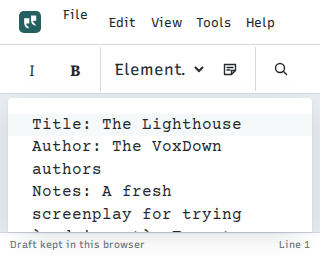 File Edit View Tools Help
I B Element.
Title: The Lighthouse
Author: The VoxDown
authors
Notes: A fresh
screenplay for trying
Draft kept in this browser Line 1